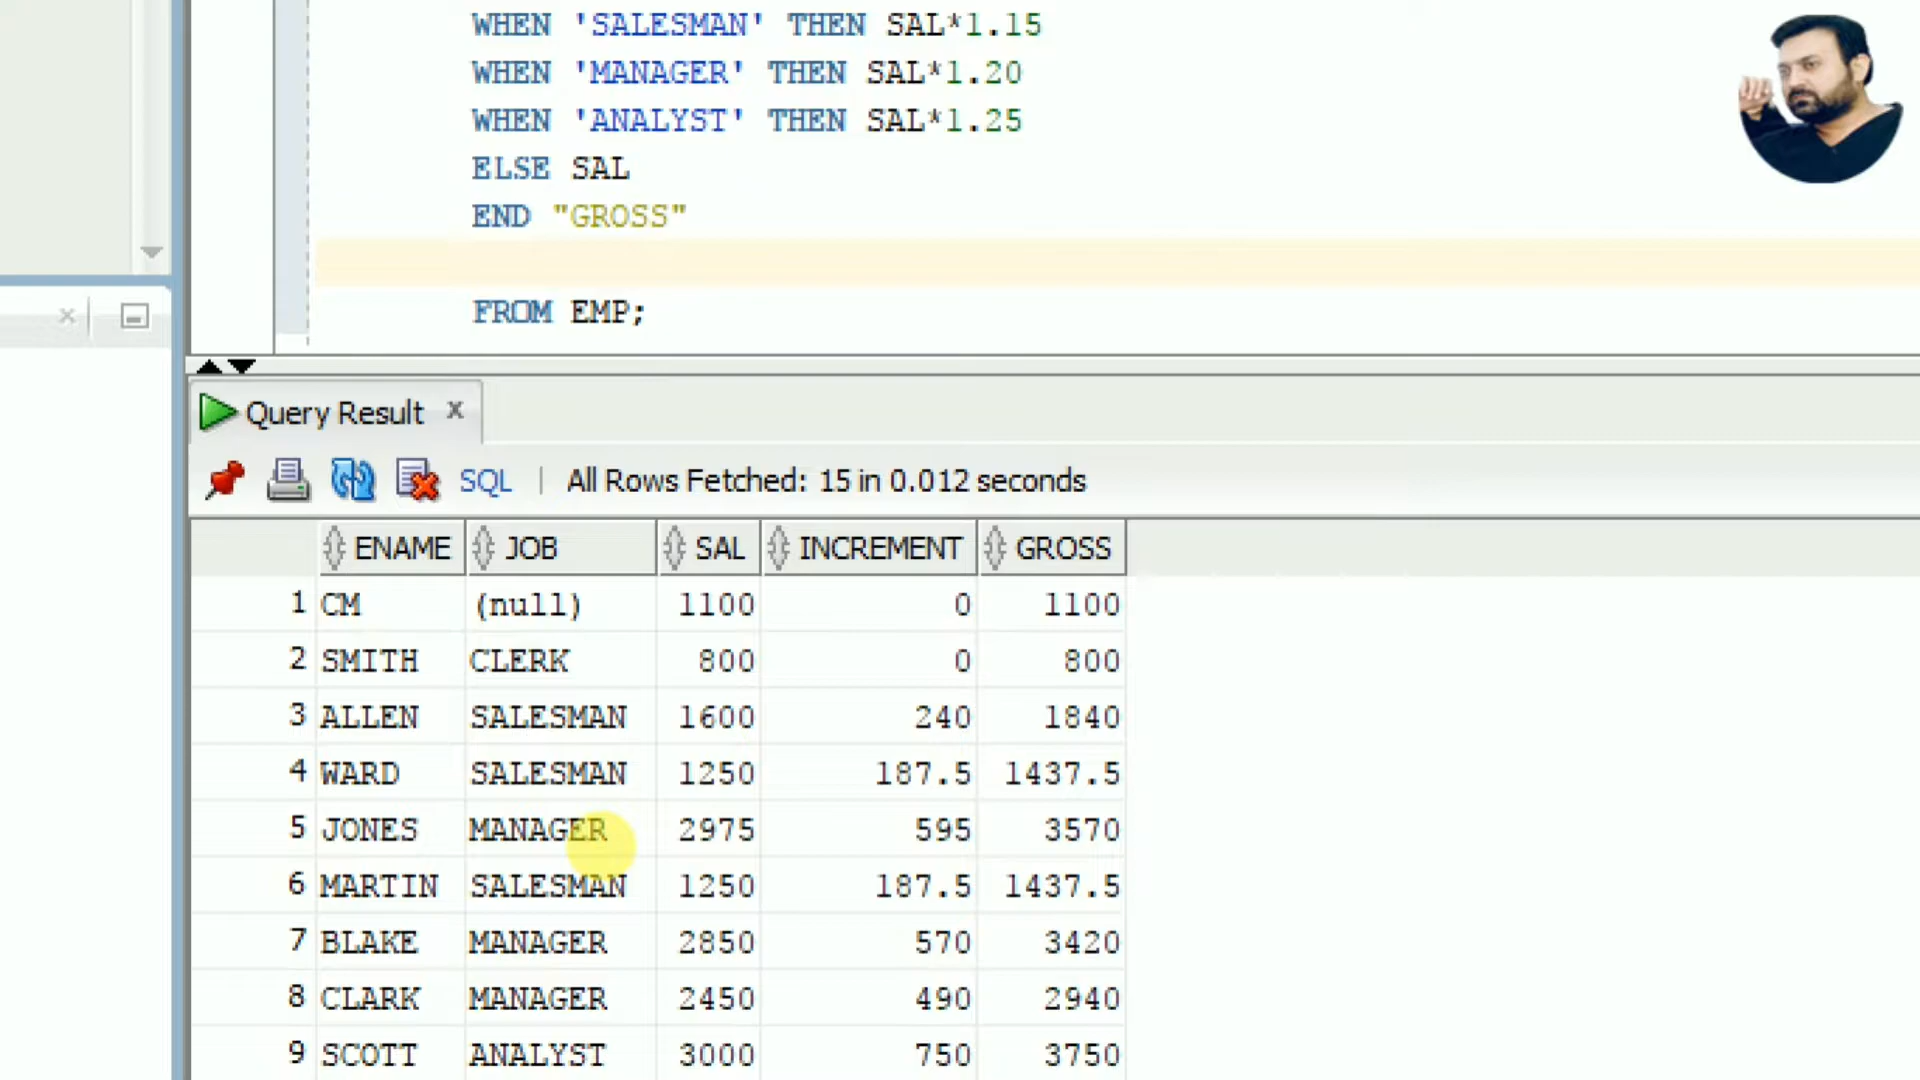 WHEN 'SALESMAN' THEN SAL*1.15
WHEN 'MANAGER' THEN SAL*1.20
WHEN 'ANALYST' THEN SAL*1.25
ELSE SAL
END "GROSS"
FROM EMP;
Query Result x
SQL | All Rows Fetched: 15 in 0.012 seconds
ENAME JOB SAL INCREMENT GROSS
1 CM (null) 1100 0 1100
2 SMITH CLERK 800 0 800
3 ALLEN SALESMAN 1600 240 1840
4 WARD SALESMAN 1250 187.5 1437.5
5 JONES MANAGER 2975 595 3570
6 MARTIN SALESMAN 1250 187.5 1437.5
7 BLAKE MANAGER 2850 570 3420
8 CLARK MANAGER 2450 490 2940
9 SCOTT ANALYST 3000 750 3750